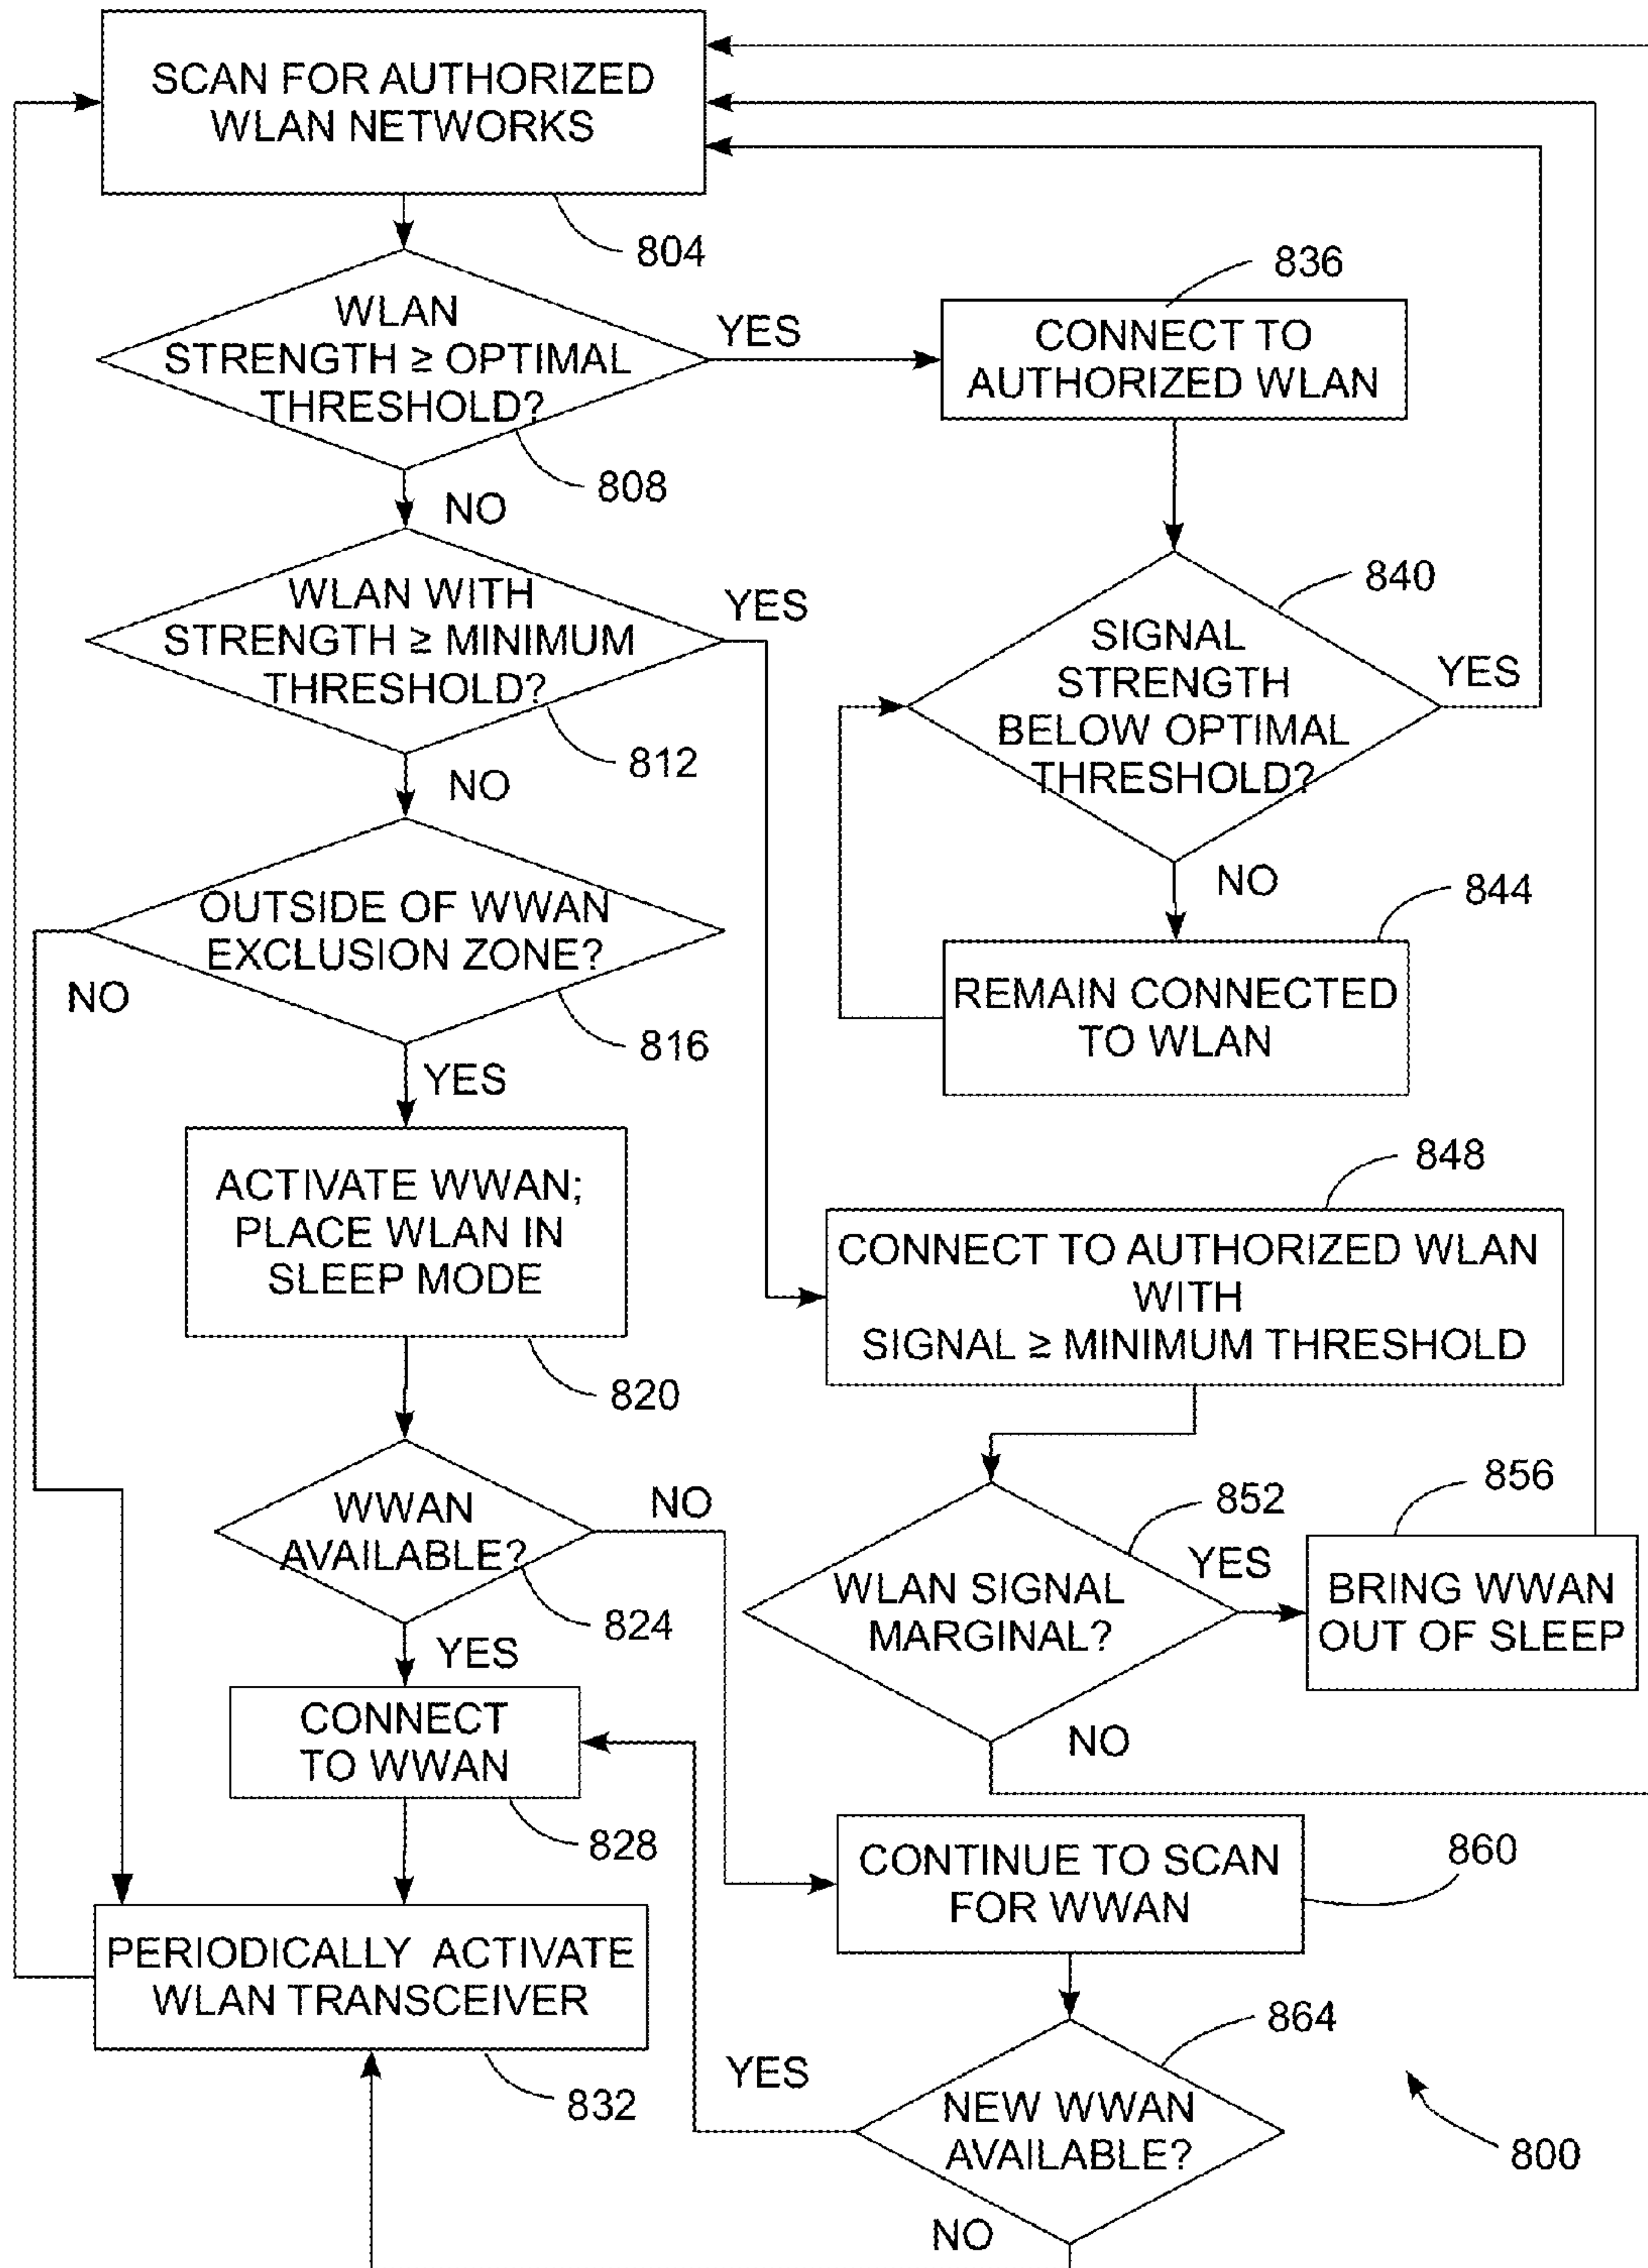 SCAN FOR AUTHORIZED
WLAN NETWORKS
804
WLAN
STRENGTH ≥ OPTIMAL
THRESHOLD?
808
YES
NO
836
CONNECT TO
AUTHORIZED WLAN
WLAN WITH
STRENGTH ≥ MINIMUM
THRESHOLD?
812
YES
NO
840
SIGNAL
STRENGTH
BELOW OPTIMAL
THRESHOLD?
YES
NO
844
REMAIN CONNECTED
TO WLAN
OUTSIDE OF WWAN
EXCLUSION ZONE?
NO
816
YES
ACTIVATE WWAN;
PLACE WLAN IN
SLEEP MODE
820
848
CONNECT TO AUTHORIZED WLAN
WITH
SIGNAL ≥ MINIMUM THRESHOLD
WWAN
AVAILABLE?
NO
824
YES
852
WLAN SIGNAL
MARGINAL?
YES
NO
856
BRING WWAN
OUT OF SLEEP
CONNECT
TO WWAN
828
CONTINUE TO SCAN
FOR WWAN
860
PERIODICALLY ACTIVATE
WLAN TRANSCEIVER
832
864
NEW WWAN
AVAILABLE?
YES
NO
800